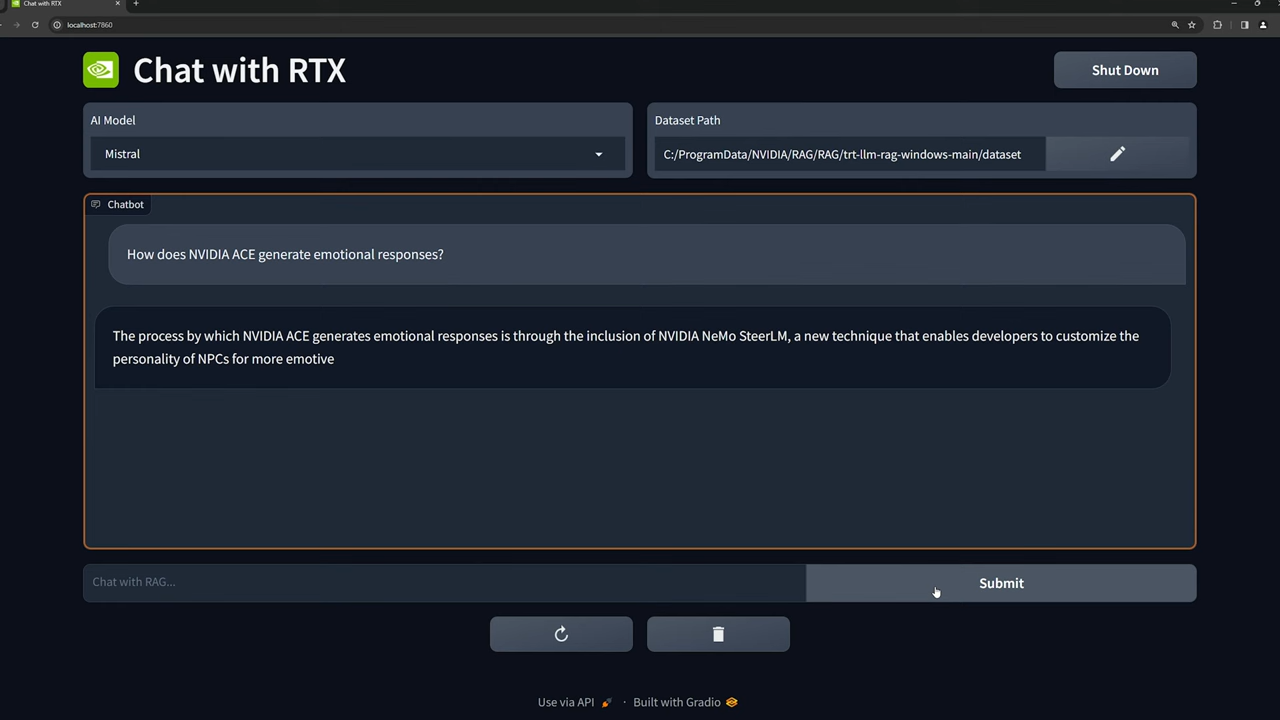 Chat with RTX
localhost:7860
Chat with RTX
Shut Down
AI Model
Mistral
Dataset Path
C:/ProgramData/NVIDIA/RAG/RAG/trt-llm-rag-windows-main/dataset
Chatbot
How does NVIDIA ACE generate emotional responses?
The process by which NVIDIA ACE generates emotional responses is through the inclusion of NVIDIA NeMo SteerLM, a new technique that enables developers to customize the
personality of NPCs for more emotive
Chat with RAG...
Submit
Use via API · Built with Gradio